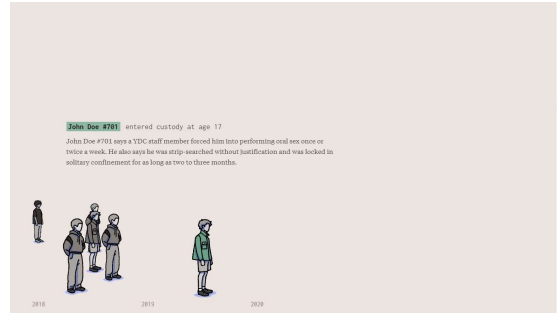 John Doe #701 entered custody at age 17
John Doe #701 says a YDC staff member forced him into performing oral sex once or
twice a week. He also says he was strip-searched without justification and was locked in
solitary confinement for as long as two to three months.
2018 2019 2020